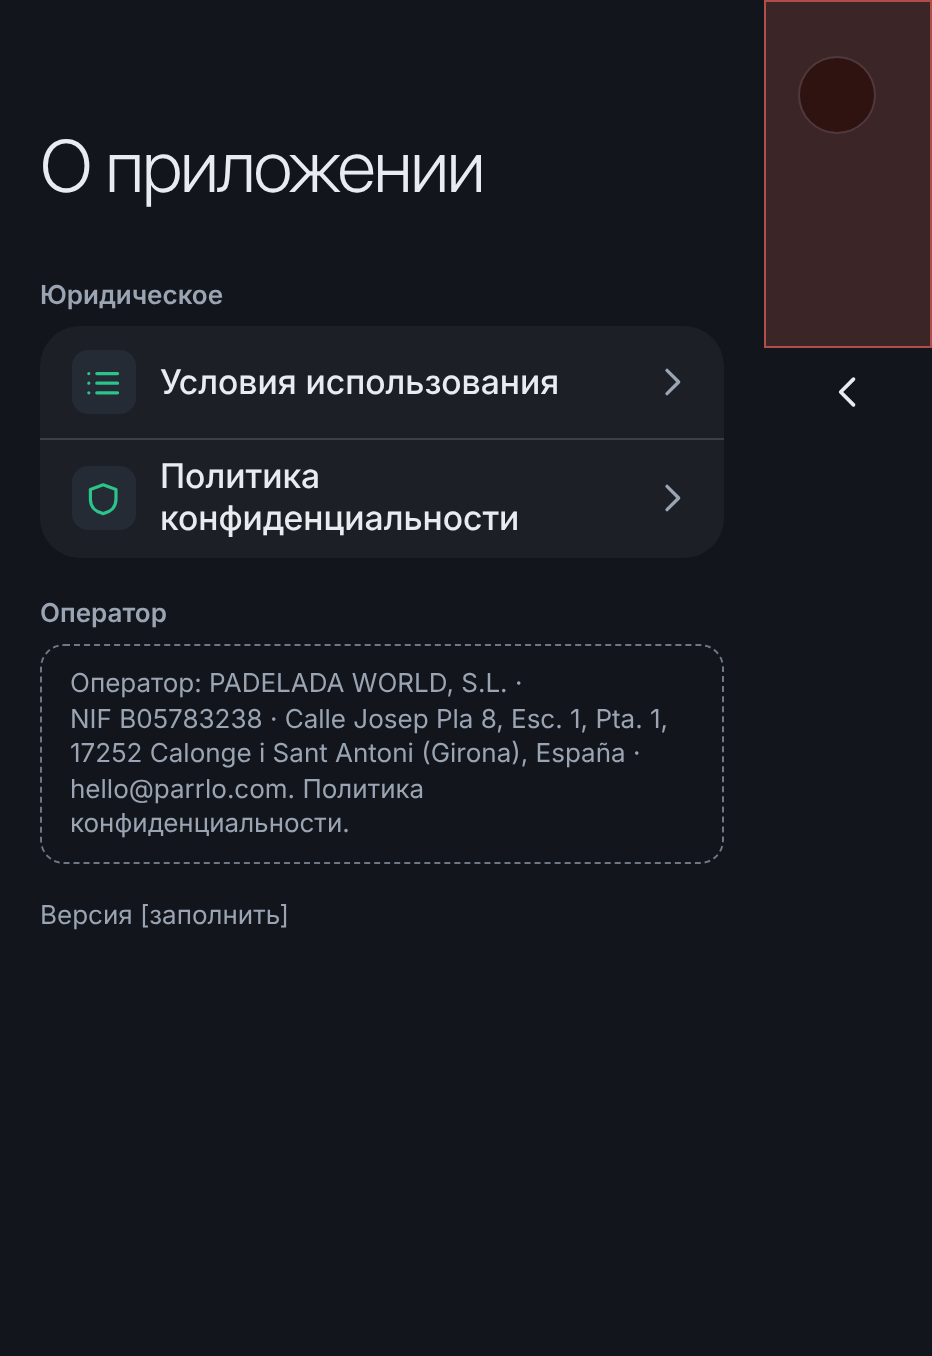 О приложении
Юридическое
Условия использования
Политика
конфиденциальности
Оператор
Оператор: PADELADA WORLD, S.L. ·
NIF B05783238 · Calle Josep Pla 8, Esc. 1, Pta. 1,
17252 Calonge i Sant Antoni (Girona), España ·
hello@parrlo.com. Политика
конфиденциальности.
Версия [заполнить]